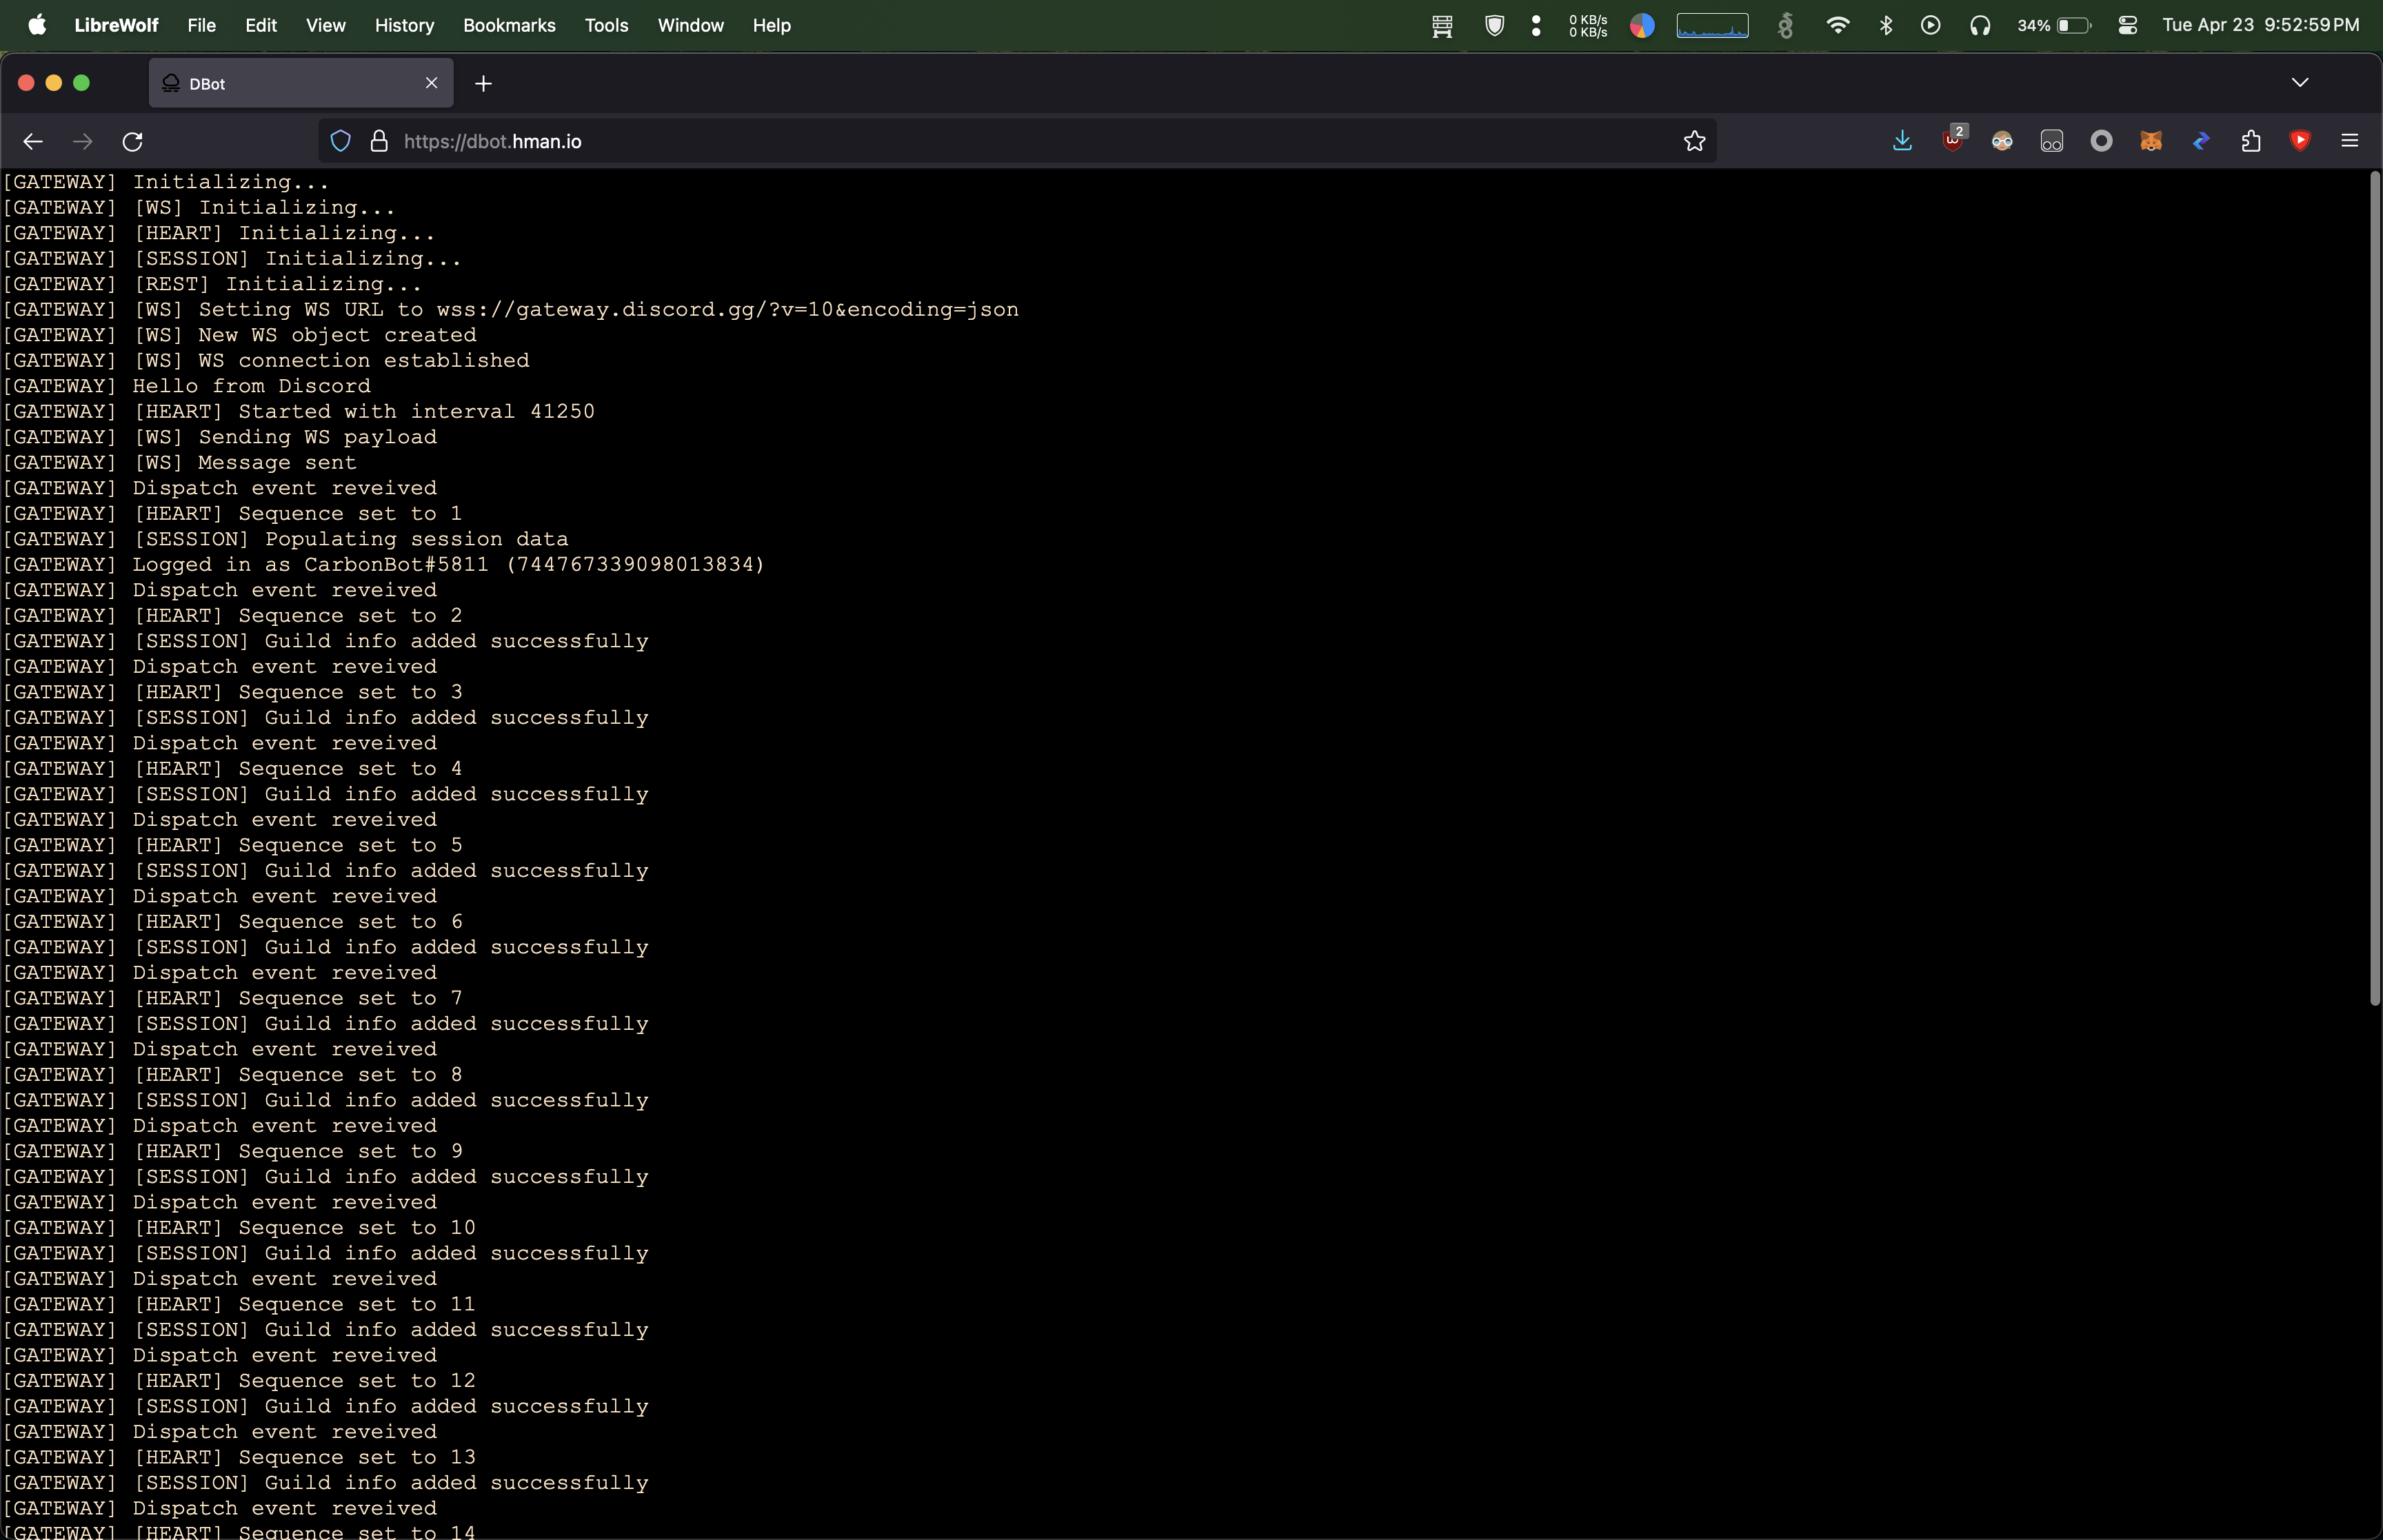 LibreWolf File Edit View History Bookmarks Tools Window Help 0 KB/s 34% Tue Apr 23 9:52:59 PM
0 KB/s
DBot
https://dbot.hman.io 2
[GATEWAY] Initializing...
[GATEWAY] [WS] Initializing...
[GATEWAY] [HEART] Initializing...
[GATEWAY] [SESSION] Initializing...
[GATEWAY] [REST] Initializing...
[GATEWAY] [WS] Setting WS URL to wss://gateway.discord.gg/?v=10&encoding=json
[GATEWAY] [WS] New WS object created
[GATEWAY] [WS] WS connection established
[GATEWAY] Hello from Discord
[GATEWAY] [HEART] Started with interval 41250
[GATEWAY] [WS] Sending WS payload
[GATEWAY] [WS] Message sent
[GATEWAY] Dispatch event reveived
[GATEWAY] [HEART] Sequence set to 1
[GATEWAY] [SESSION] Populating session data
[GATEWAY] Logged in as CarbonBot#5811 (744767339098013834)
[GATEWAY] Dispatch event reveived
[GATEWAY] [HEART] Sequence set to 2
[GATEWAY] [SESSION] Guild info added successfully
[GATEWAY] Dispatch event reveived
[GATEWAY] [HEART] Sequence set to 3
[GATEWAY] [SESSION] Guild info added successfully
[GATEWAY] Dispatch event reveived
[GATEWAY] [HEART] Sequence set to 4
[GATEWAY] [SESSION] Guild info added successfully
[GATEWAY] Dispatch event reveived
[GATEWAY] [HEART] Sequence set to 5
[GATEWAY] [SESSION] Guild info added successfully
[GATEWAY] Dispatch event reveived
[GATEWAY] [HEART] Sequence set to 6
[GATEWAY] [SESSION] Guild info added successfully
[GATEWAY] Dispatch event reveived
[GATEWAY] [HEART] Sequence set to 7
[GATEWAY] [SESSION] Guild info added successfully
[GATEWAY] Dispatch event reveived
[GATEWAY] [HEART] Sequence set to 8
[GATEWAY] [SESSION] Guild info added successfully
[GATEWAY] Dispatch event reveived
[GATEWAY] [HEART] Sequence set to 9
[GATEWAY] [SESSION] Guild info added successfully
[GATEWAY] Dispatch event reveived
[GATEWAY] [HEART] Sequence set to 10
[GATEWAY] [SESSION] Guild info added successfully
[GATEWAY] Dispatch event reveived
[GATEWAY] [HEART] Sequence set to 11
[GATEWAY] [SESSION] Guild info added successfully
[GATEWAY] Dispatch event reveived
[GATEWAY] [HEART] Sequence set to 12
[GATEWAY] [SESSION] Guild info added successfully
[GATEWAY] Dispatch event reveived
[GATEWAY] [HEART] Sequence set to 13
[GATEWAY] [SESSION] Guild info added successfully
[GATEWAY] Dispatch event reveived
[GATEWAY] [HEART] Sequence set to 14